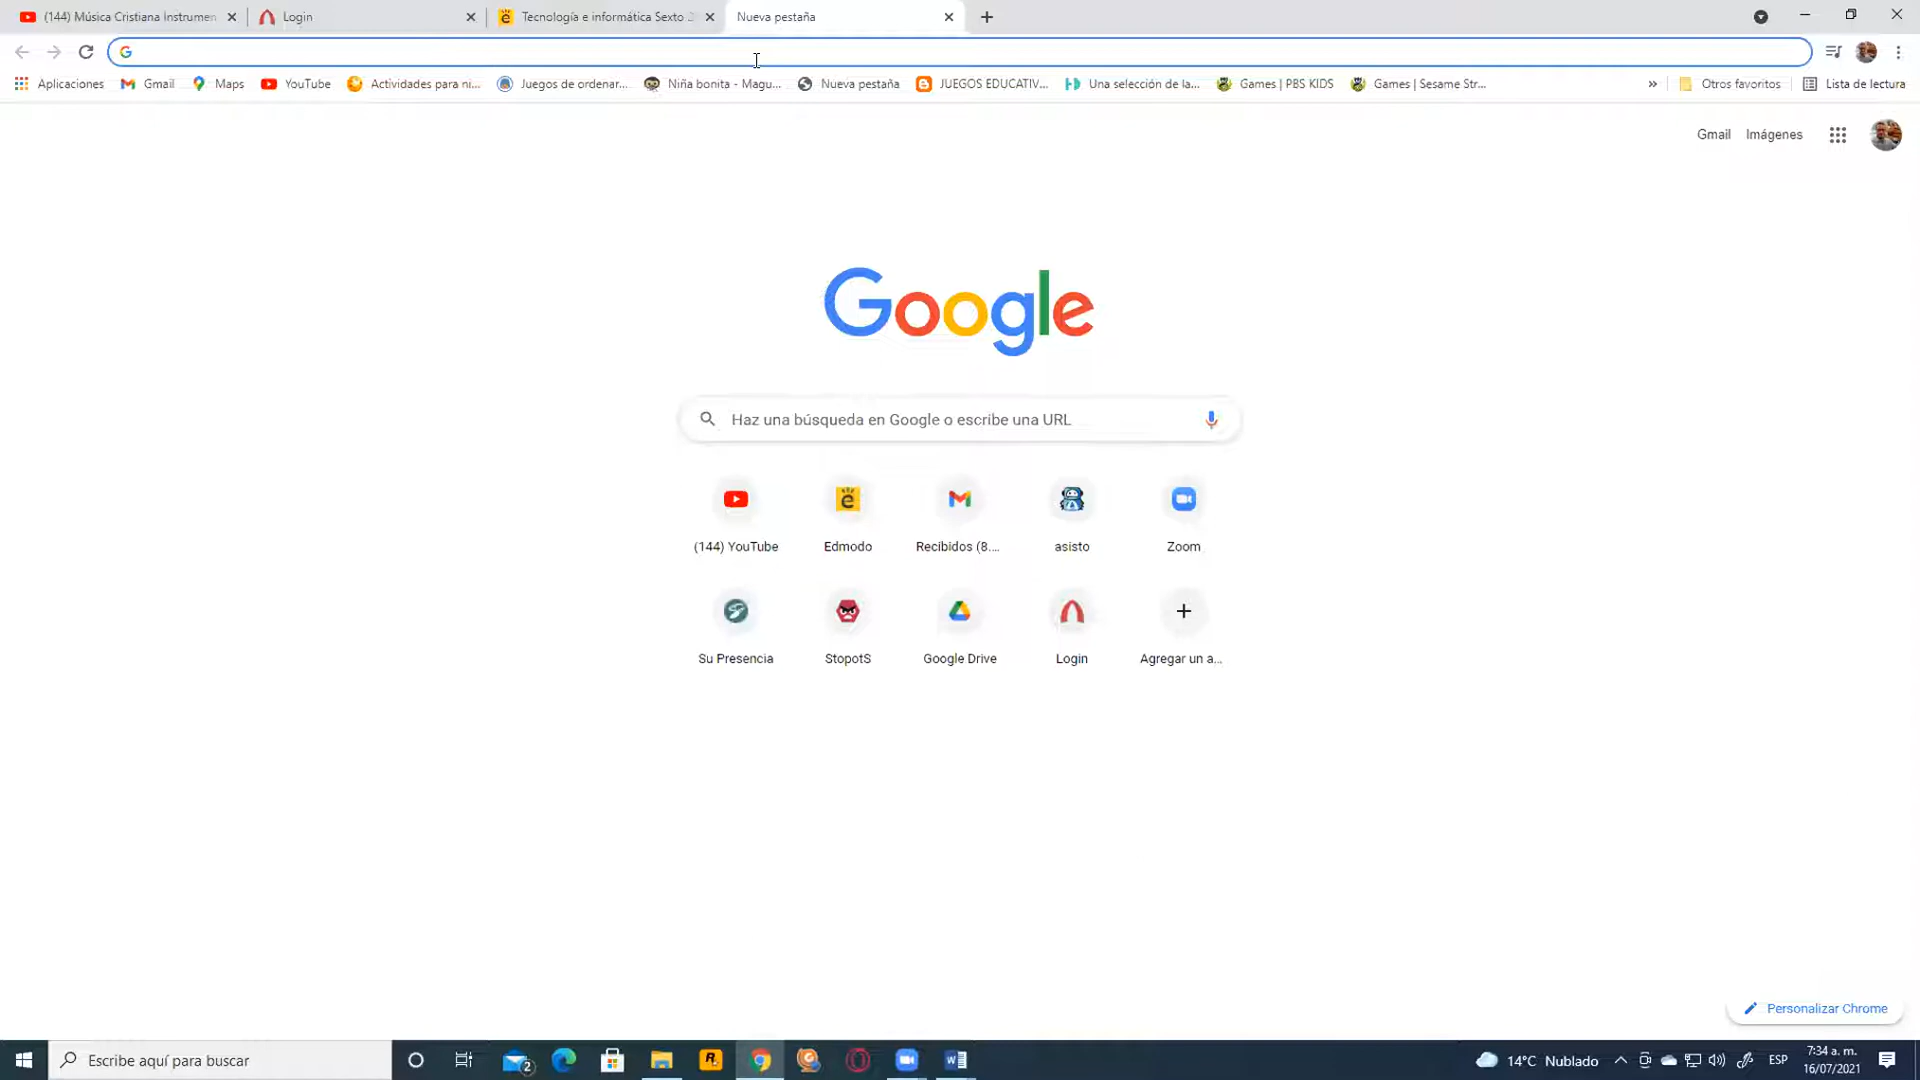 (144) Música Cristiana Instrumen
Login
Tecnología e informática Sexto 2
Nueva pestaña
Aplicaciones
Gmail
Maps
YouTube
Actividades para ni...
Juegos de ordenar...
Niña bonita - Magu...
Nueva pestaña
JUEGOS EDUCATIV...
Una selección de la...
Games | PBS KIDS
Games | Sesame Str...
»
Otros favoritos
Lista de lectura
Gmail
Imágenes
Google
Haz una búsqueda en Google o escribe una URL
(144) YouTube
Edmodo
Recibidos (8....
asisto
Zoom
Su Presencia
StopotS
Google Drive
Login
Agregar un a...
Personalizar Chrome
Escribe aquí para buscar
2
14°C Nublado
ESP
7:34 a. m.
16/07/2021